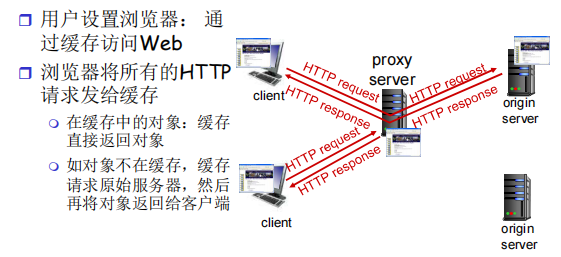 用户设置浏览器： 通
过缓存访问Web
浏览器将所有的HTTP
请求发给缓存
在缓存中的对象：缓存
直接返回对象
如对象不在缓存，缓存
请求原始服务器，然后
再将对象返回给客户端
proxy
server
client
HTTP request
HTTP response
HTTP request
HTTP response
origin
server
HTTP request
HTTP response
client
origin
server